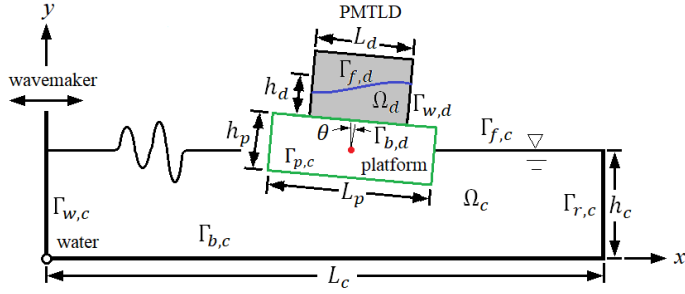 PMTLD
y
L_d
wavemaker
Γ_{f,d}
h_d
Ω_d
Γ_{w,d}
h_p
θ
Γ_{b,d}
Γ_{f,c}
Γ_{p,c}
platform
L_p
Γ_{w,c}
Ω_c
Γ_{r,c}
h_c
water
Γ_{b,c}
x
L_c